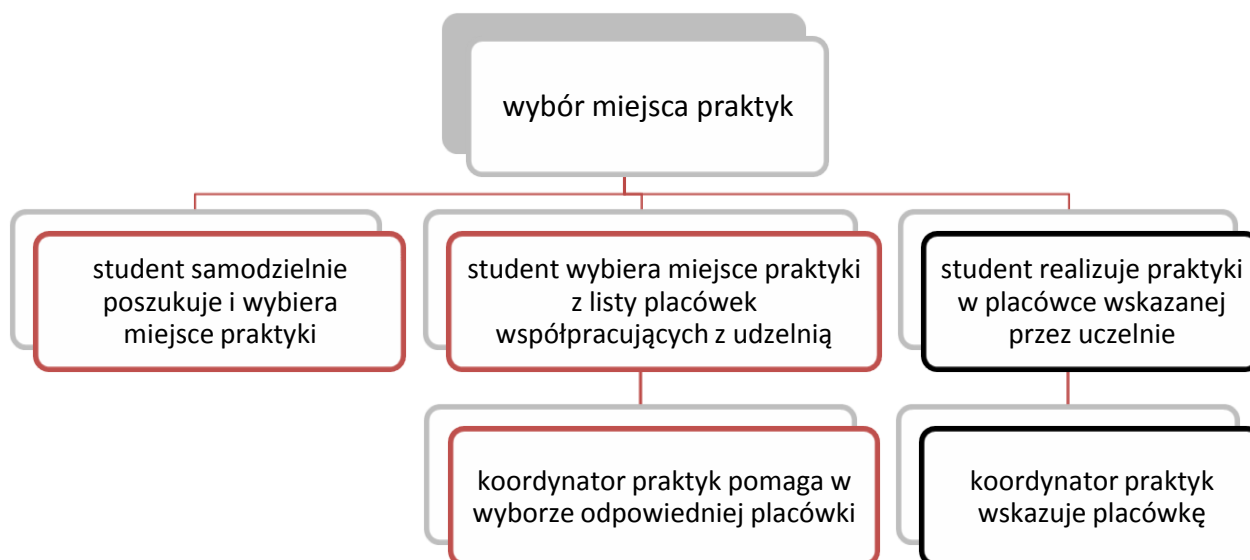 wybór miejsca praktyk
student samodzielnie
poszukuje i wybiera
miejsce praktyki
student wybiera miejsce praktyki
z listy placówek
współpracujących z udzelnią
student realizuje praktyki
w placówce wskazanej
przez uczelnie
koordynator praktyk pomaga w
wyborze odpowiedniej placówki
koordynator praktyk
wskazuje placówkę